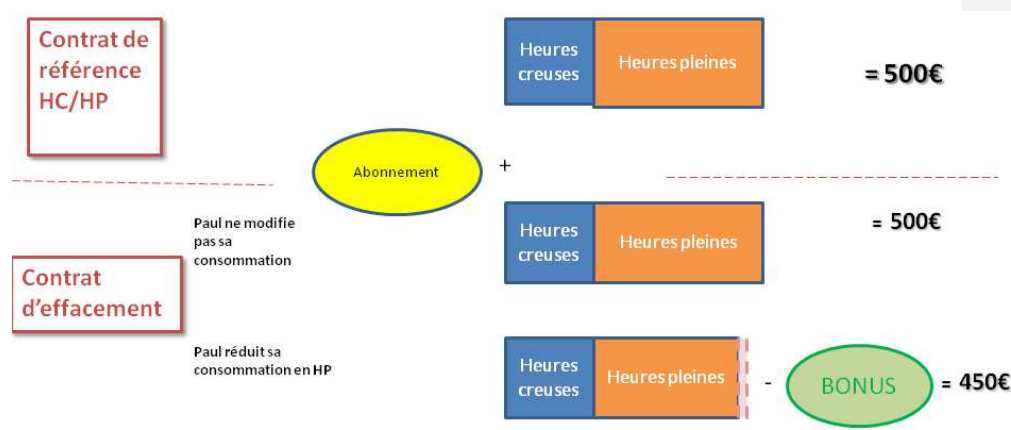 Contrat de
référence
HC/HP
Heures
creuses
Heures pleines
= 500€
Abonnement
+
Paul ne modifie
pas sa
consommation
Heures
creuses
Heures pleines
= 500€
Contrat
d'effacement
Paul réduit sa
consommation en HP
Heures
creuses
Heures pleines
-
BONUS
= 450€